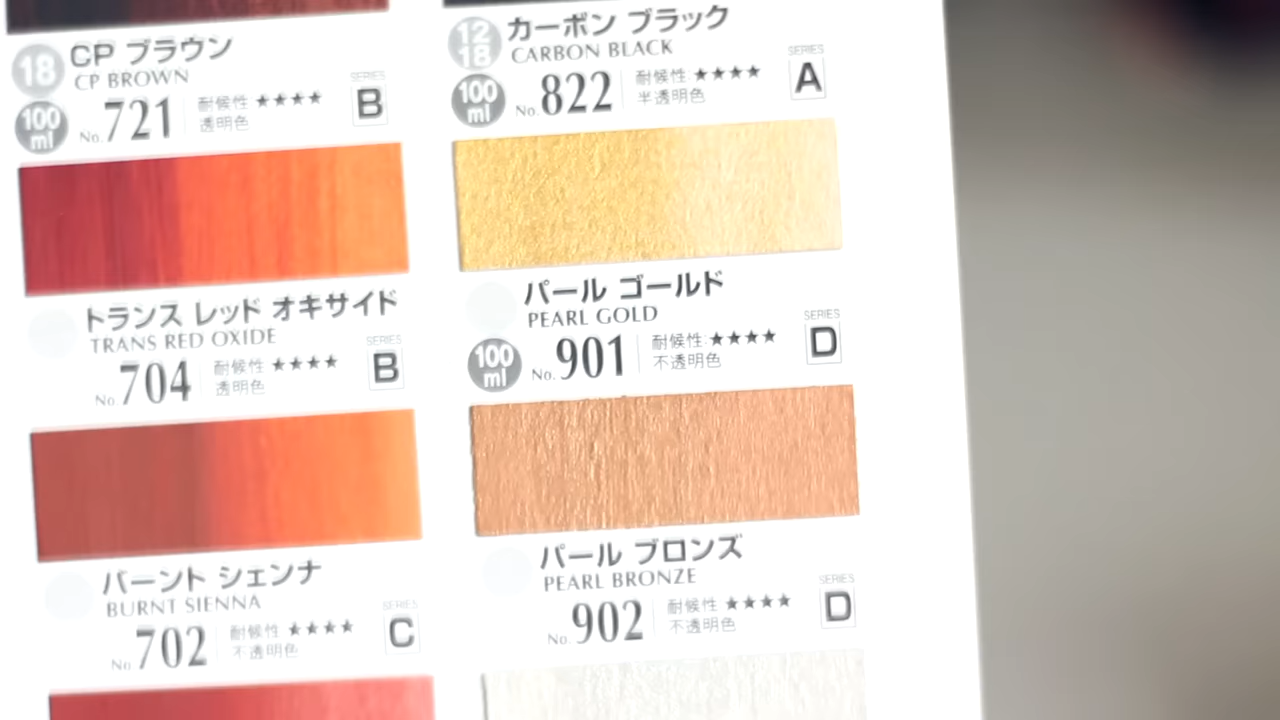 18
CP ブラウン
CP BROWN
100 ml
No. 721
耐候性 ★★★★
透明色
SERIES
B
トランス レッド オキサイド
TRANS RED OXIDE
No. 704
耐候性 ★★★★
透明色
SERIES
B
バーント シェンナ
BURNT SIENNA
No. 702
耐候性 ★★★★
不透明色
SERIES
C
12
18
カーボン ブラック
CARBON BLACK
100 ml
No. 822
耐候性:★★★★
半透明色
SERIES
A
パール ゴールド
PEARL GOLD
100 ml
No. 901
耐候性:★★★★
不透明色
SERIES
D
パール ブロンズ
PEARL BRONZE
No. 902
耐候性 ★★★★
不透明色
SERIES
D